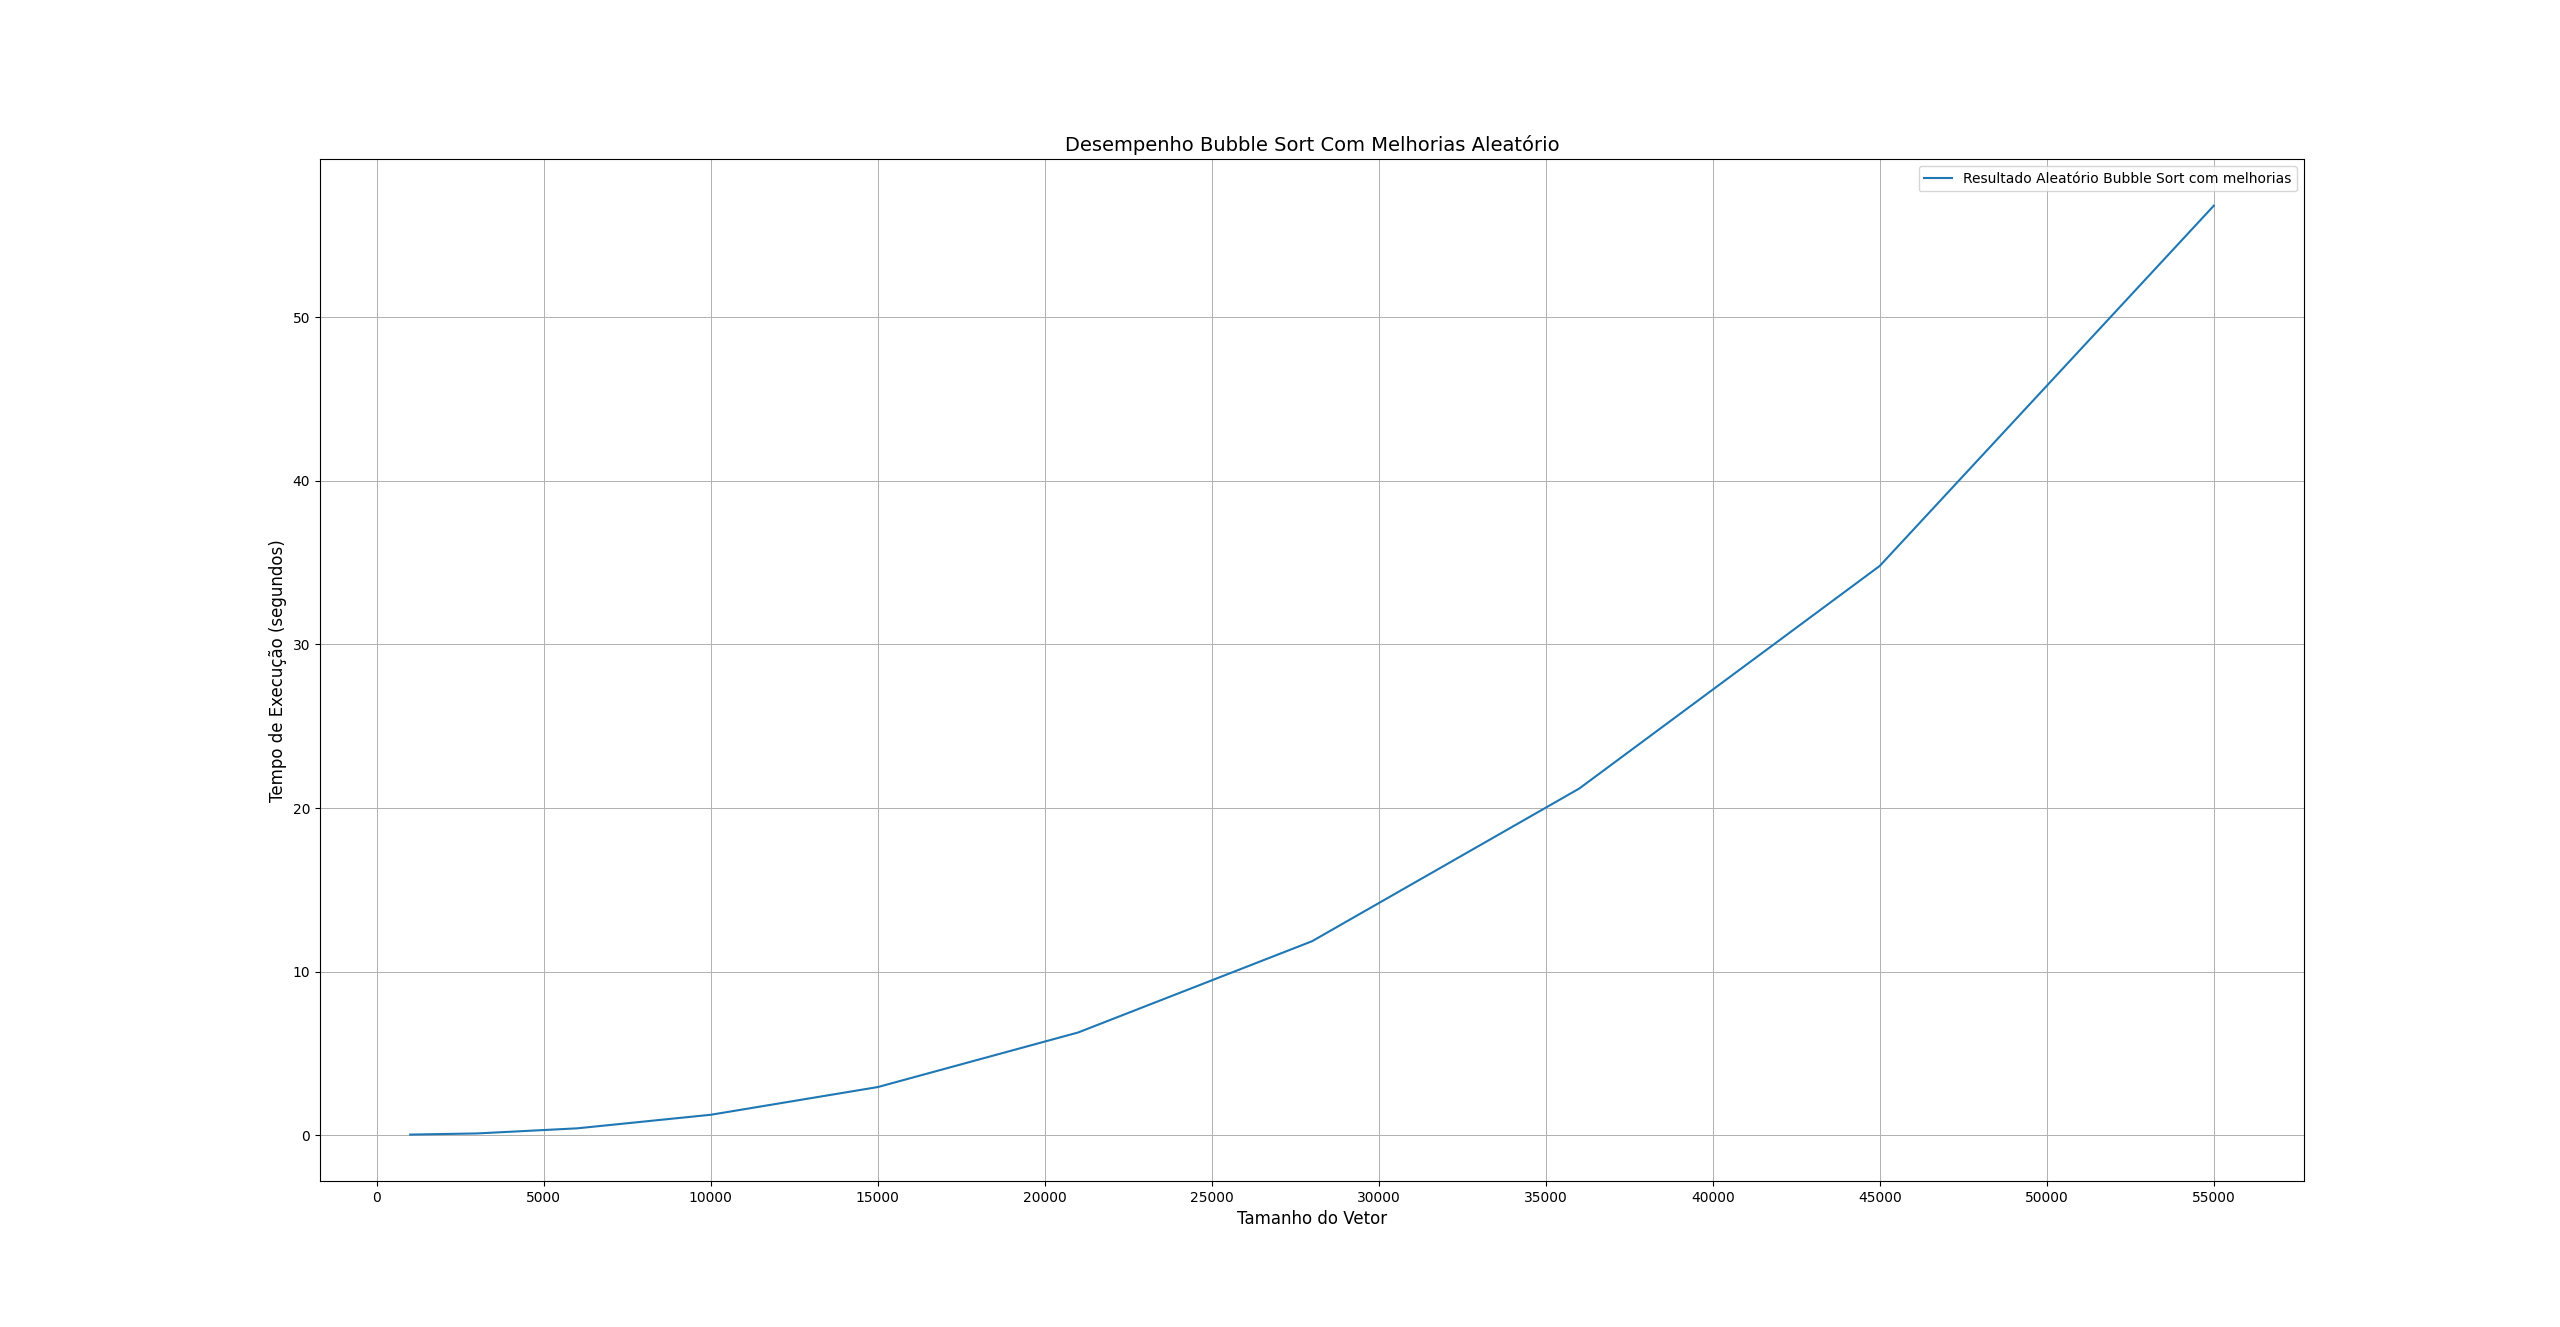 Desempenho Bubble Sort Com Melhorias Aleatório
Resultado Aleatório Bubble Sort com melhorias
Tempo de Execução (segundos)
50
40
30
20
10
0
0 5000 10000 15000 20000 25000 30000 35000 40000 45000 50000 55000
Tamanho do Vetor